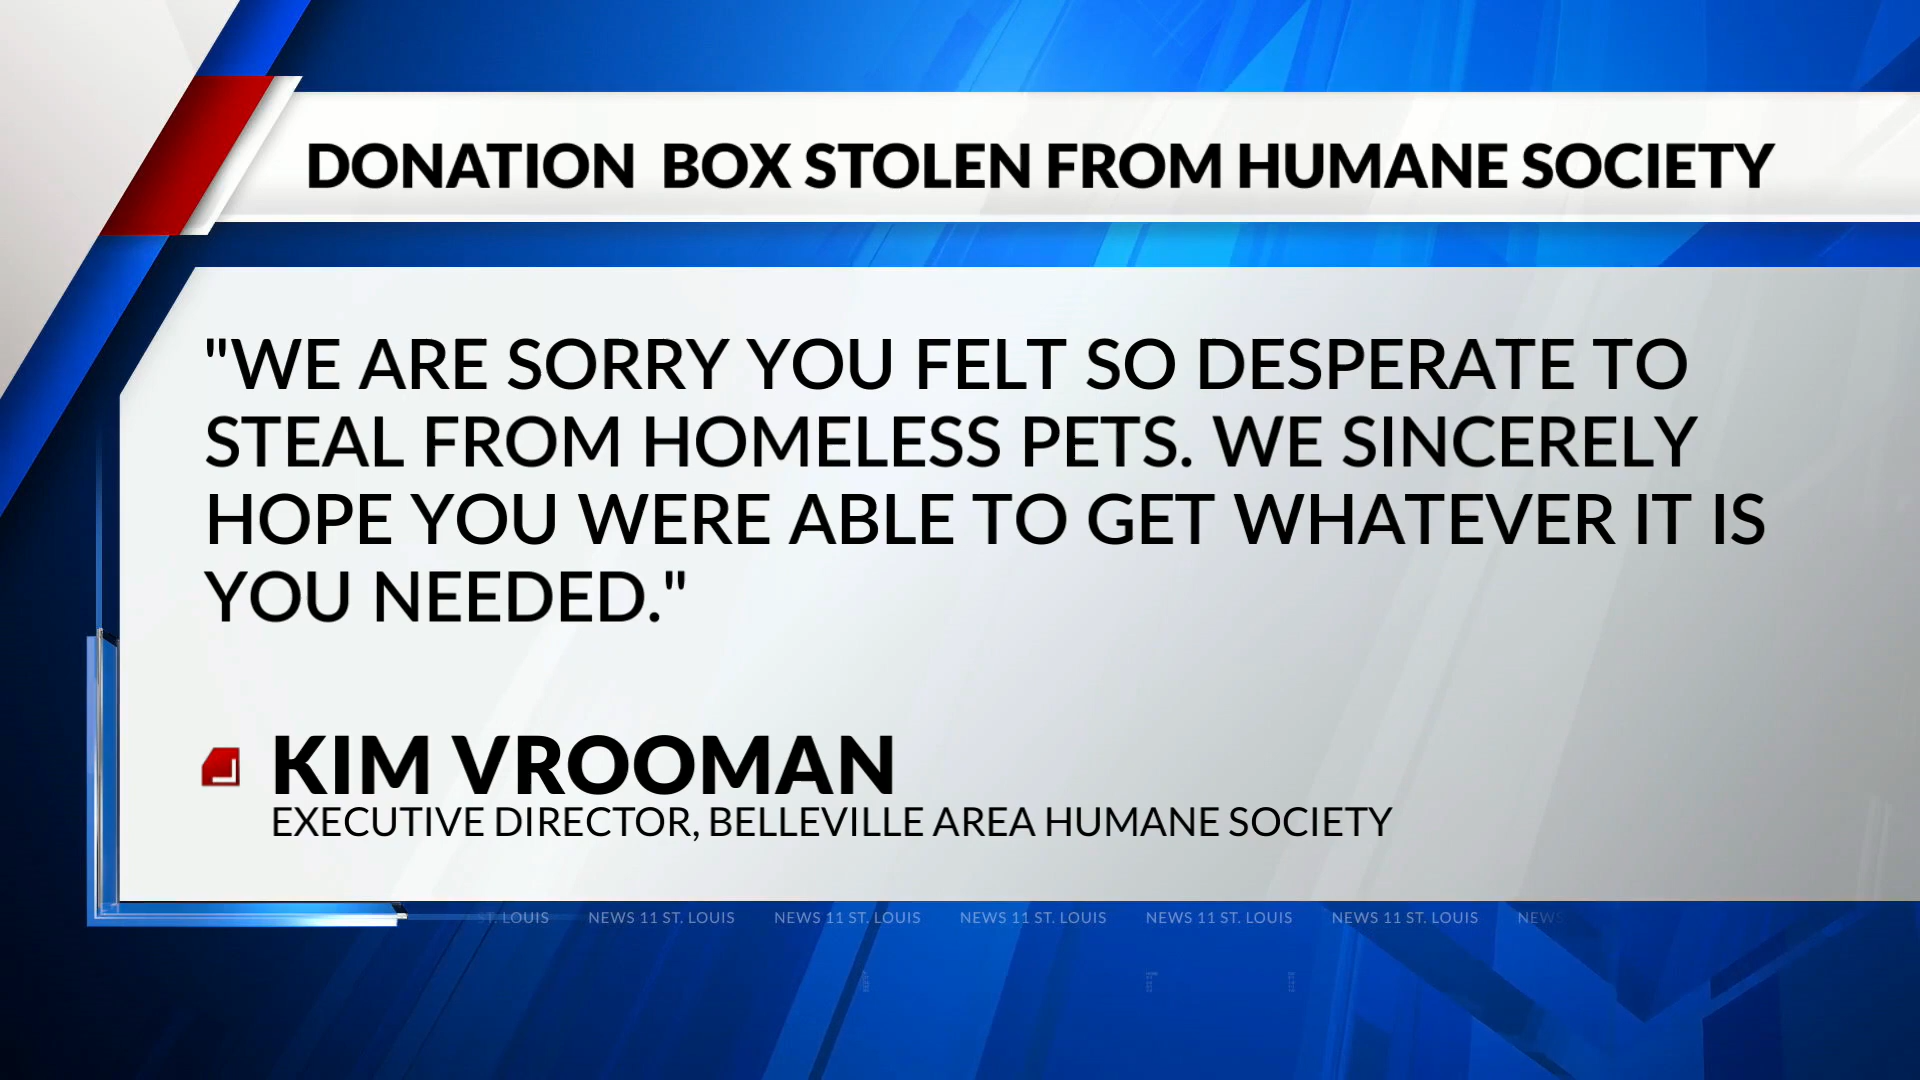 DONATION  BOX STOLEN FROM HUMANE SOCIETY
"WE ARE SORRY YOU FELT SO DESPERATE TO
STEAL FROM HOMELESS PETS. WE SINCERELY
HOPE YOU WERE ABLE TO GET WHATEVER IT IS
YOU NEEDED."
KIM VROOMAN
EXECUTIVE DIRECTOR, BELLEVILLE AREA HUMANE SOCIETY
ST. LOUIS NEWS 11 ST. LOUIS NEWS 11 ST. LOUIS NEWS 11 ST. LOUIS NEWS 11 ST. LOUIS NEWS 11 ST. LOUIS NEWS